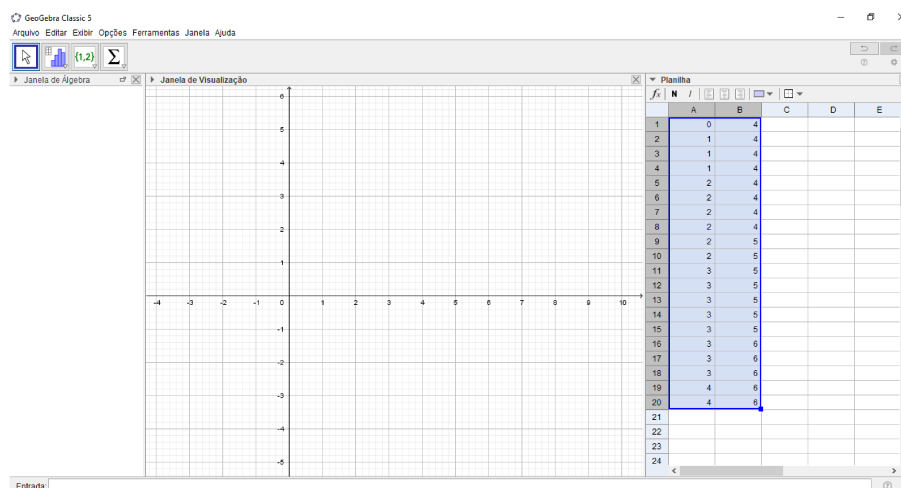 GeoGebra Classic 5
Arquivo Editar Exibir Opções Ferramentas Janela Ajuda
{1,2} Σ
Janela de Álgebra
Janela de Visualização
Planilha
fx N I
A B C D E
1 0 4
2 1 4
3 1 4
4 1 4
5 2 4
6 2 4
7 2 4
8 2 4
9 2 5
10 2 5
11 3 5
12 3 5
13 3 5
14 3 5
15 3 5
16 3 6
17 3 6
18 3 6
19 4 6
20 4 6
21
22
23
24
6
5
4
3
2
1
-4 -3 -2 -1 0 1 2 3 4 5 6 7 8 9 10
-1
-2
-3
-4
-5
Entrada: